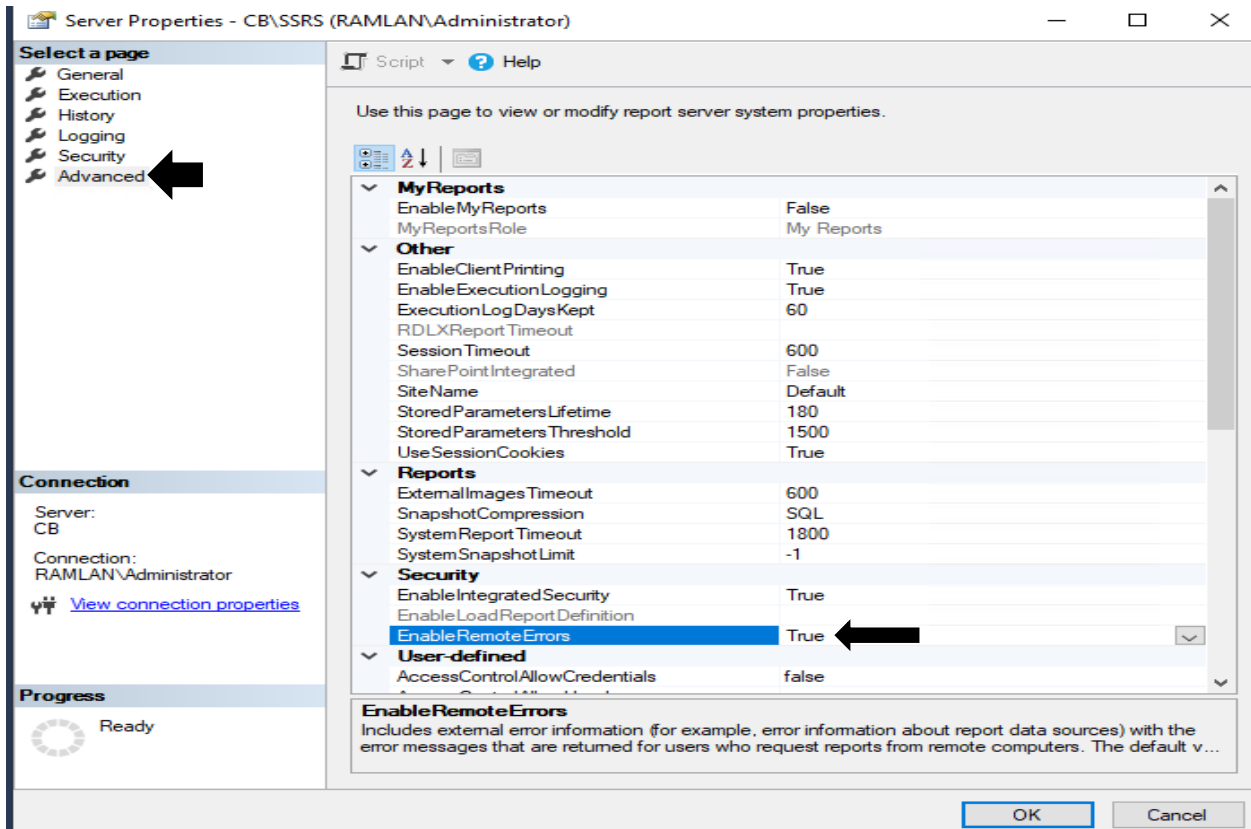 Server Properties - CB\SSRS (RAMLAN\Administrator)
Select a page
General
Execution
History
Logging
Security
Advanced
Connection
Server:
CB
Connection:
RAMLAN\Administrator
View connection properties
Progress
Ready
Script
Help
Use this page to view or modify report server system properties.
MyReports
EnableMyReports False
MyReportsRole My Reports
Other
EnableClientPrinting True
EnableExecutionLogging True
ExecutionLogDaysKept 60
RDLXReportTimeout
SessionTimeout 600
SharePointIntegrated False
SiteName Default
StoredParametersLifetime 180
StoredParametersThreshold 1500
UseSessionCookies True
Reports
ExternalImagesTimeout 600
SnapshotCompression SQL
SystemReportTimeout 1800
SystemSnapshotLimit -1
Security
EnableIntegratedSecurity True
EnableLoadReportDefinition
EnableRemoteErrors True
User-defined
AccessControlAllowCredentials false
EnableRemoteErrors
Includes external error information (for example, error information about report data sources) with the
error messages that are returned for users who request reports from remote computers. The default v...
OK Cancel